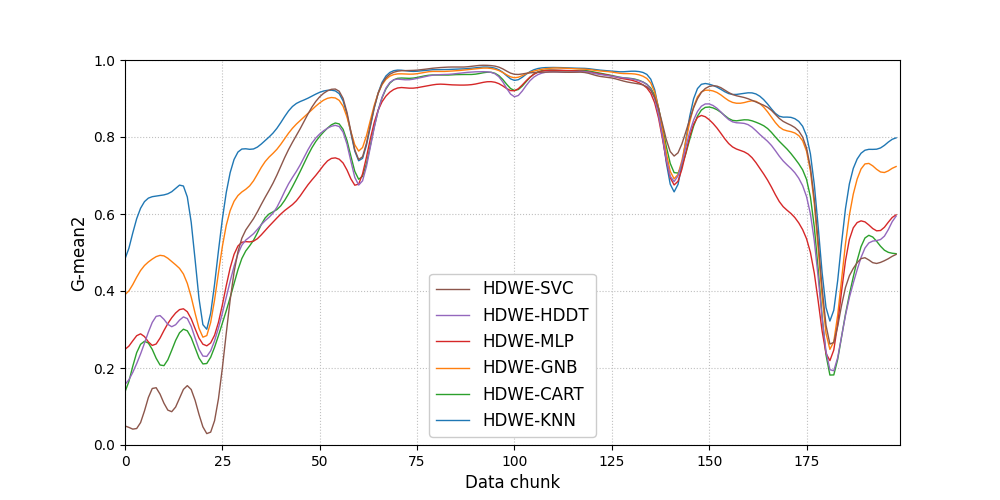 1.0
0.8
0.6
0.4
0.2
0.0
G-mean2
HDWE-SVC
HDWE-HDDT
HDWE-MLP
HDWE-GNB
HDWE-CART
HDWE-KNN
0 25 50 75 100 125 150 175
Data chunk